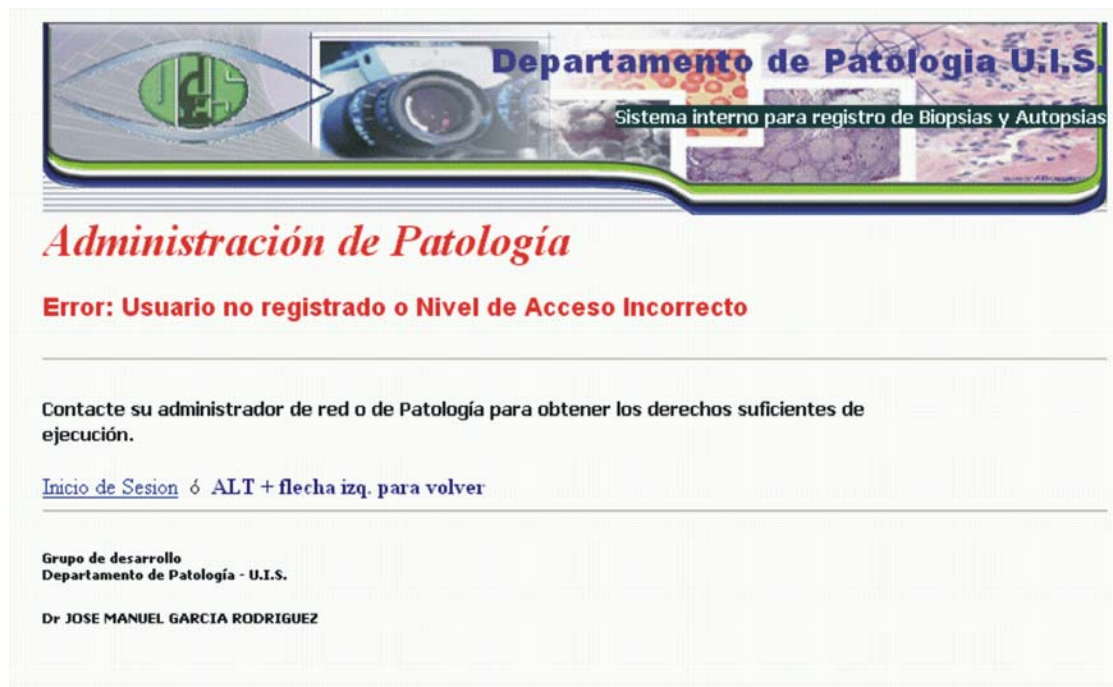 Departamento de Patologia U.I.S.
Sistema interno para registro de Biopsias y Autopsias
Administración de Patología
Error: Usuario no registrado o Nivel de Acceso Incorrecto
Contacte su administrador de red o de Patología para obtener los derechos suficientes de
ejecución.
Inicio de Sesion ó ALT + flecha izq. para volver
Grupo de desarrollo
Departamento de Patología - U.I.S.
Dr JOSE MANUEL GARCIA RODRIGUEZ